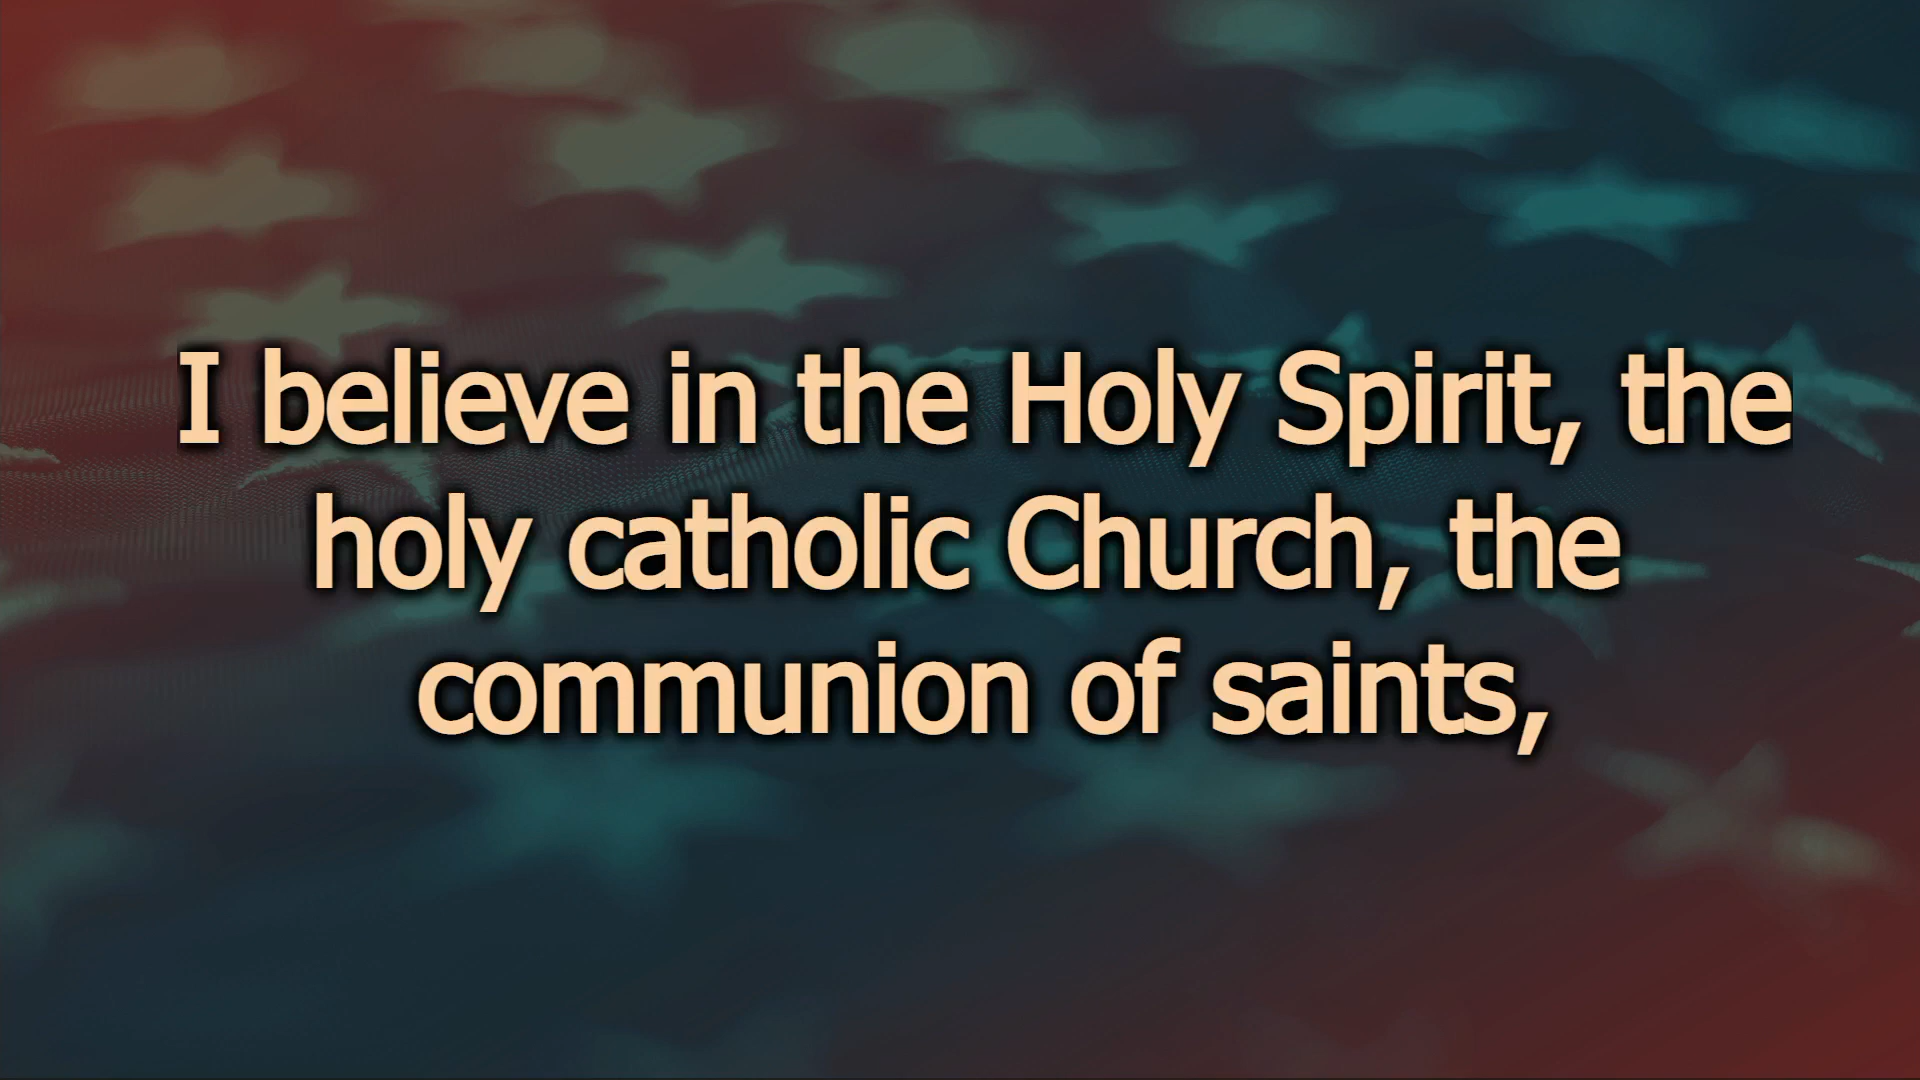 I believe in the Holy Spirit, the
holy catholic Church, the
communion of saints,